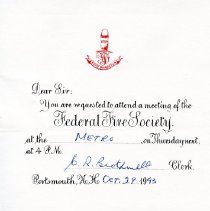 Dear Sir:
You are requested to attend a meeting of the
Federal Fire Society.
at the METRO , on Thursday next.
at 4 P.M.
Clerk.
Portsmouth, N.H. Oct. 29 1993